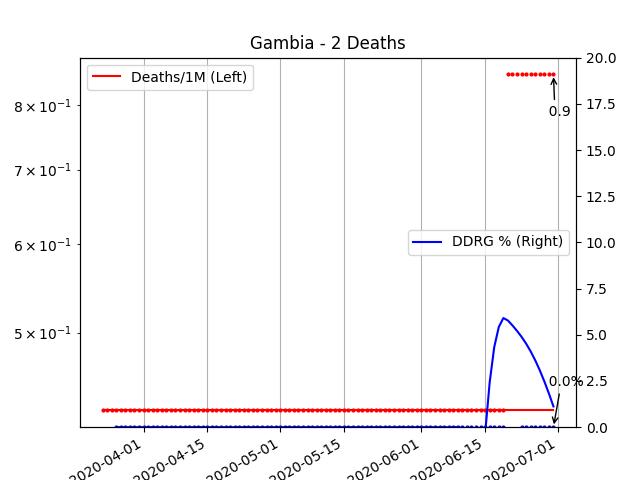 Gambia - 2 Deaths
Deaths/1M (Left)
DDRG % (Right)
8 × 10⁻¹
7 × 10⁻¹
6 × 10⁻¹
5 × 10⁻¹
20.0
17.5
15.0
12.5
10.0
7.5
5.0
2.5
0.0
0.9
0.0%
2020-04-01
2020-04-15
2020-05-01
2020-05-15
2020-06-01
2020-06-15
2020-07-01